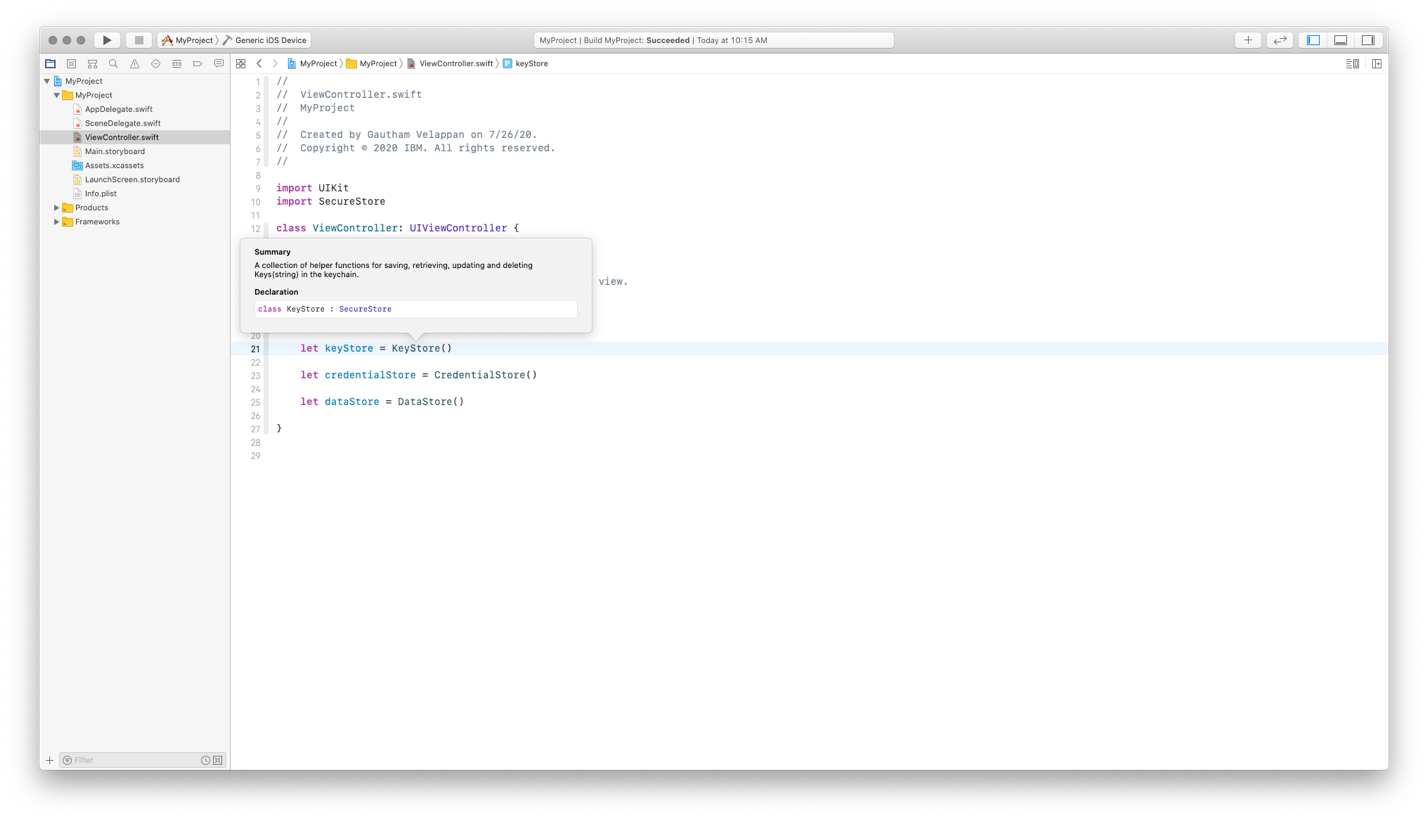 MyProject 〉 Generic iOS Device
MyProject | Build MyProject: Succeeded | Today at 10:15 AM
MyProject 〉 MyProject 〉 ViewController.swift 〉 P keyStore
MyProject
MyProject
AppDelegate.swift
SceneDelegate.swift
ViewController.swift
Main.storyboard
Assets.xcassets
LaunchScreen.storyboard
Info.plist
Products
Frameworks
Filter
1 //
2 //  ViewController.swift
3 //  MyProject
4 //
5 //  Created by Gautham Velappan on 7/26/20.
6 //  Copyright © 2020 IBM. All rights reserved.
7 //
8
9 import UIKit
10 import SecureStore
11
12 class ViewController: UIViewController {
Summary
A collection of helper functions for saving, retrieving, updating and deleting
Keys(string) in the keychain.
view.
Declaration
class KeyStore : SecureStore
20
21 let keyStore = KeyStore()
22
23 let credentialStore = CredentialStore()
24
25 let dataStore = DataStore()
26
27 }
28
29